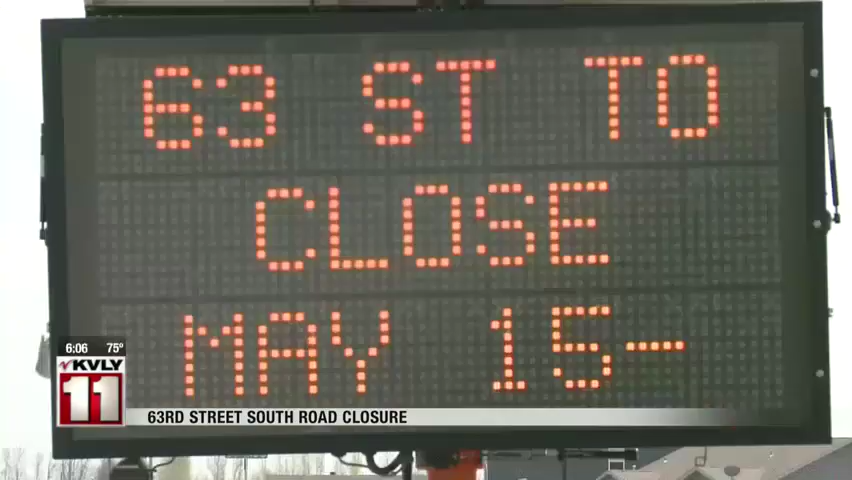 63 ST TO
CLOSE
MAY 15-
6:06 75°
KVLY
11
63RD STREET SOUTH ROAD CLOSURE